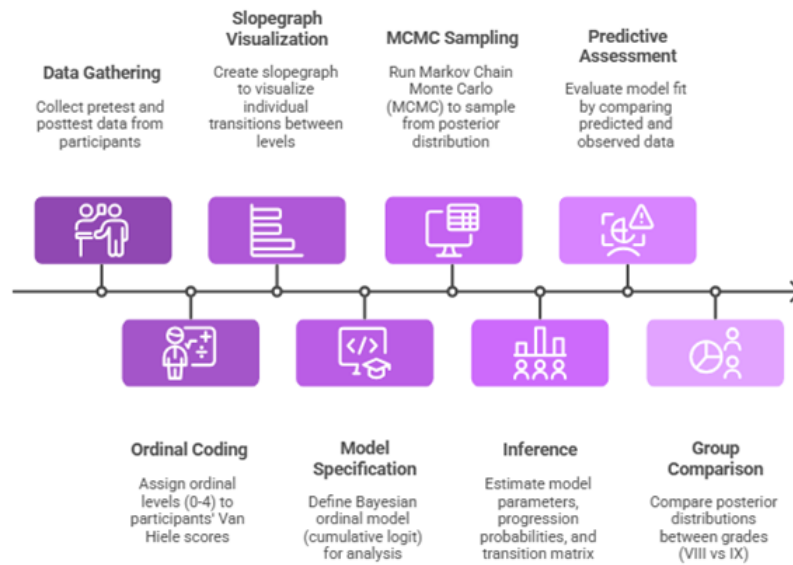 Data Gathering
Collect pretest and
posttest data from
participants
Ordinal Coding
Assign ordinal
levels (0-4) to
participants' Van
Hiele scores
Slopegraph
Visualization
Create slopegraph
to visualize
individual
transitions between
levels
Model
Specification
Define Bayesian
ordinal model
(cumulative logit)
for analysis
MCMC Sampling
Run Markov Chain
Monte Carlo
(MCMC) to sample
from posterior
distribution
Inference
Estimate model
parameters,
progression
probabilities, and
transition matrix
Predictive
Assessment
Evaluate model fit
by comparing
predicted and
observed data
Group
Comparison
Compare posterior
distributions
between grades
(VIII vs IX)